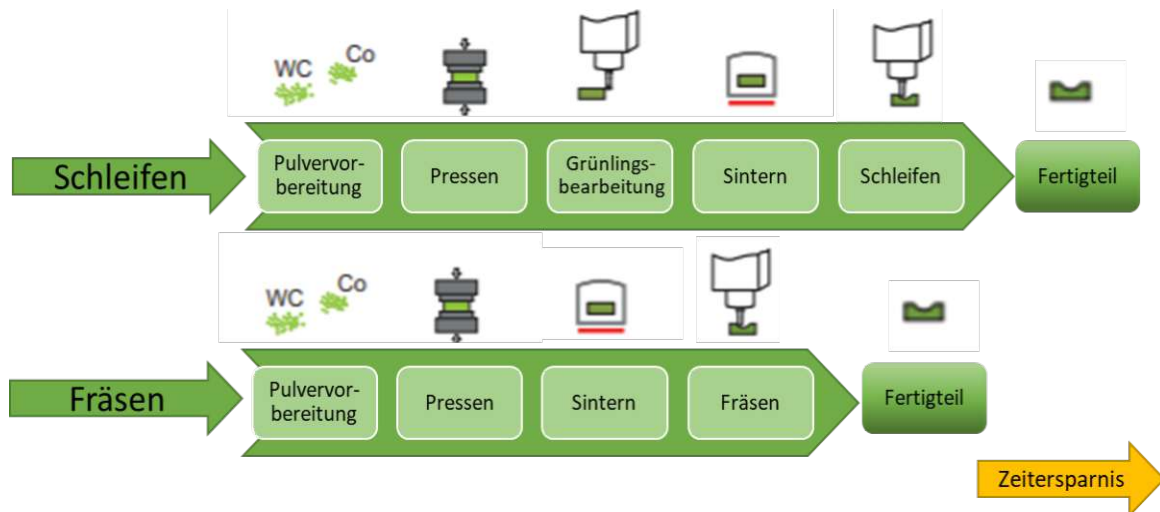 WC Co
Schleifen
Pulvervor-
bereitung
Pressen
Grünlings-
bearbeitung
Sintern
Schleifen
Fertigteil
WC Co
Fräsen
Pulvervor-
bereitung
Pressen
Sintern
Fräsen
Fertigteil
Zeitersparnis